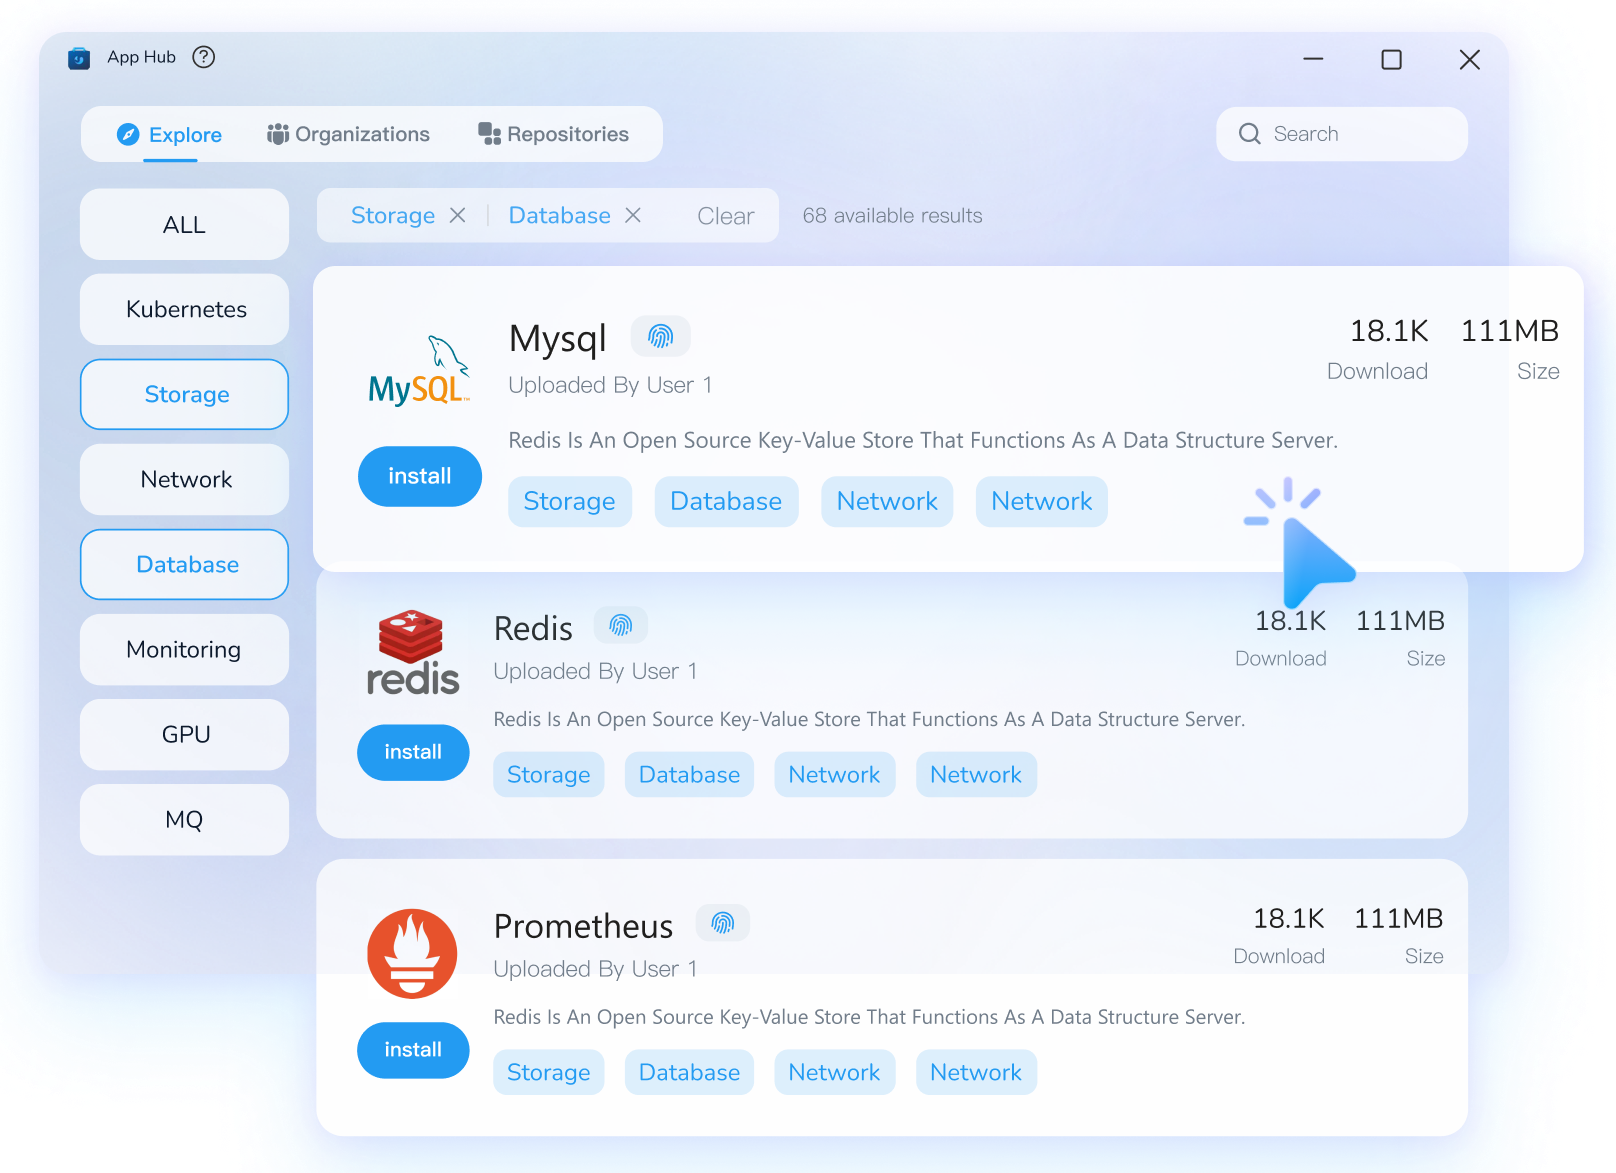 App Hub ?
Explore Organizations Repositories
Search
ALL
Kubernetes
Storage
Network
Database
Monitoring
GPU
MQ
Storage Database Clear 68 available results
MySQL™
install
Mysql
Uploaded By User 1
18.1K 111MB
Download Size
Redis Is An Open Source Key-Value Store That Functions As A Data Structure Server.
Storage Database Network Network
redis
install
Redis
Uploaded By User 1
18.1K 111MB
Download Size
Redis Is An Open Source Key-Value Store That Functions As A Data Structure Server.
Storage Database Network Network
install
Prometheus
Uploaded By User 1
18.1K 111MB
Download Size
Redis Is An Open Source Key-Value Store That Functions As A Data Structure Server.
Storage Database Network Network